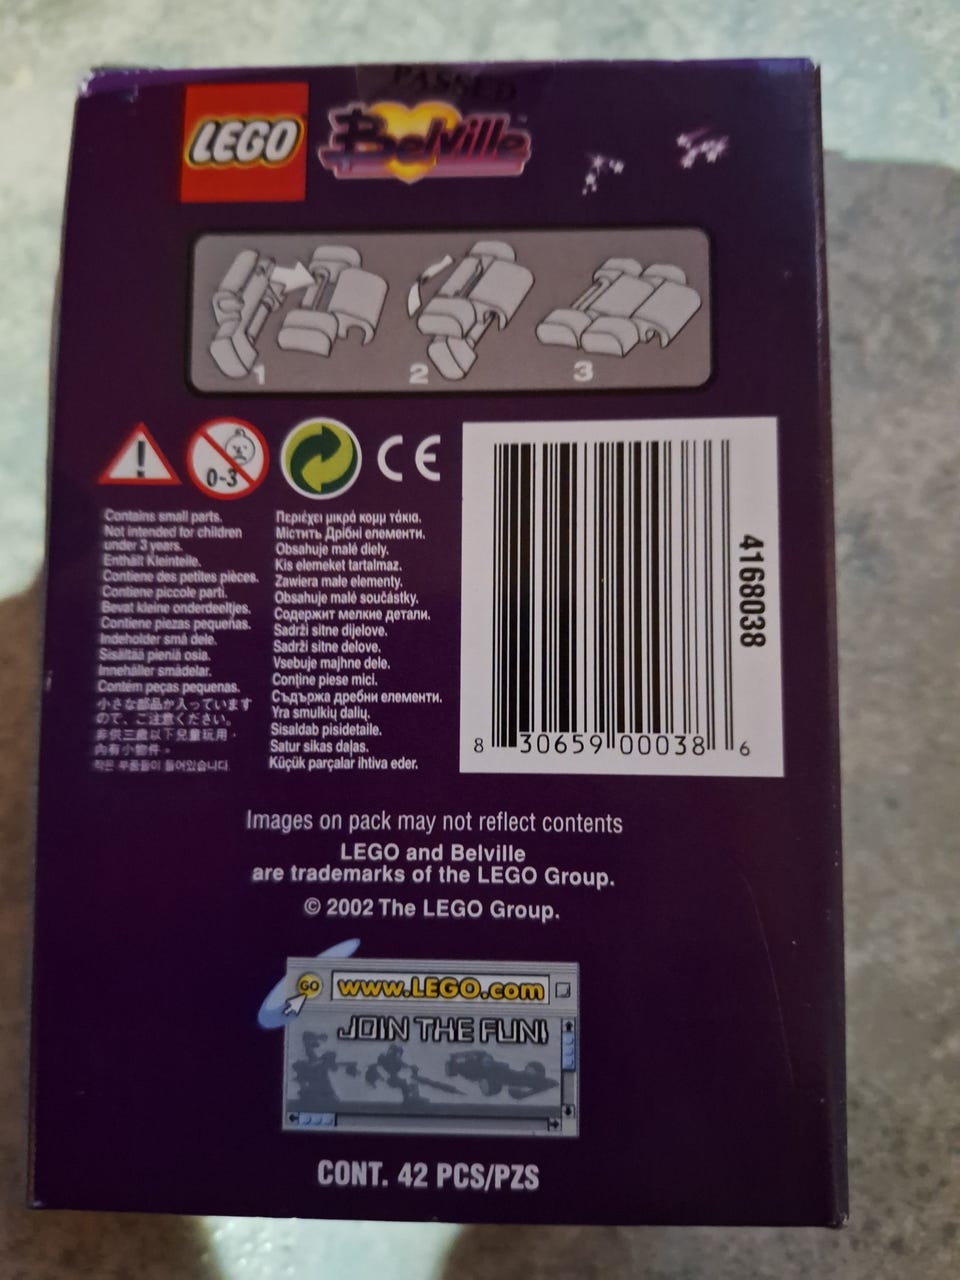 PASSED
LEGO
Belville™
1
2
3
0-3
CE
Contains small parts.
Not intended for children
under 3 years.
Enthält Kleinteile.
Contiene des petites pièces.
Contiene piccole parti.
Bevat kleine onderdeeltjes.
Contiene piezas pequeñas.
Indeholder små dele.
Sisältää pieniä osia.
Innehåller smådelar.
Contém peças pequenas.
小さな部品が入っています
ので、ご注意ください。
非供三歲以下兒童玩用，
內有小物件。
작은 부품들이 들어있습니다.
Περιέχει μικρά κομμ τάκια.
Містить Дрібні елементи.
Obsahuje malé diely.
Kis elemeket tartalmaz.
Zawiera małe elementy.
Obsahuje malé součástky.
Содержит мелкие детали.
Sadrži sitne dijelove.
Sadrži sitne delove.
Vsebuje majhne dele.
Conţine piese mici.
Съдържа дребни елементи.
Yra smulkių dalių.
Sisaldab pisidetaile.
Satur sikas daļas.
Küçük parçalar ihtiva eder.
4168038
8 30659 00038 6
Images on pack may not reflect contents
LEGO and Belville
are trademarks of the LEGO Group.
© 2002 The LEGO Group.
GO www.LEGO.com
JOIN THE FUN!
CONT. 42 PCS/PZS